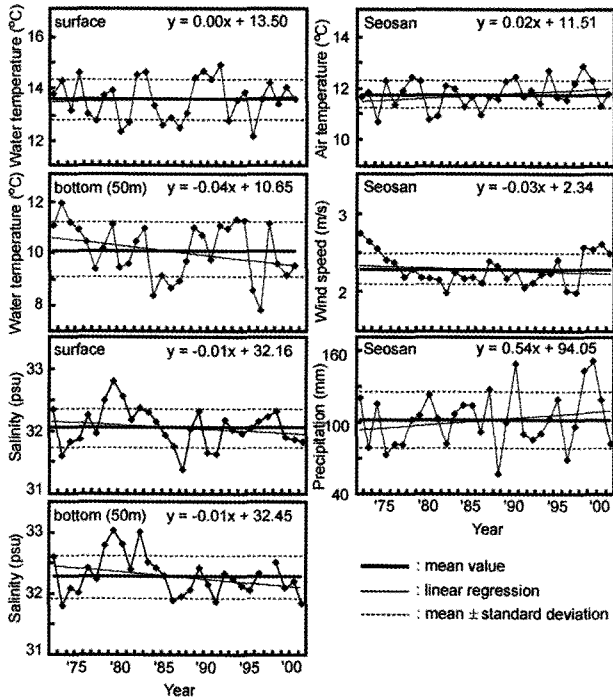 surface y = 0.00x + 13.50
Water temperature (°C)
16
14
12
bottom (50m) y = -0.04x + 10.65
Water temperature (°C)
12
10
8
surface y = -0.01x + 32.16
Salinity (psu)
33
32
31
bottom (50m) y = -0.01x + 32.45
Salinity (psu)
33
32
31
'75 '80 '85 '90 '95 '00
Year
Seosan y = 0.02x + 11.51
Air temperature (°C)
14
12
11
Seosan y = -0.03x + 2.34
Wind speed (m/s)
3
2
Seosan y = 0.54x + 94.05
Precipitation (mm)
160
100
40
'75 '80 '85 '90 '95 '00
Year
: mean value
: linear regression
: mean ± standard deviation